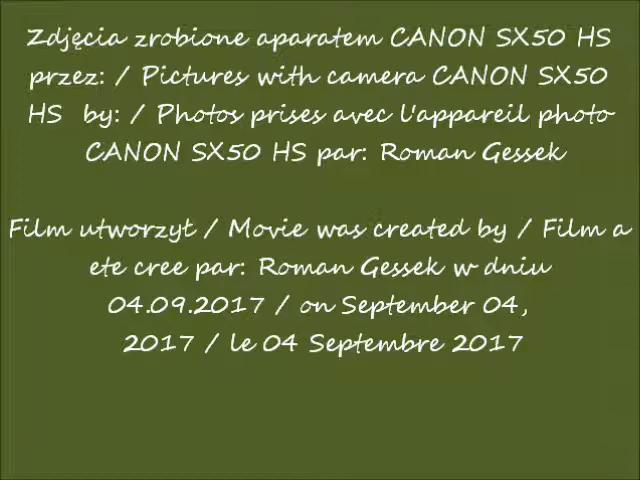 Zdjęcia zrobione aparatem CANON SX50 HS
przez: / Pictures with camera CANON SX50
HS by: / Photos prises avec l'appareil photo
CANON SX50 HS par: Roman Gessek
Film utworzył / Movie was created by / Film a
ete cree par: Roman Gessek w dniu
04.09.2017 / on September 04,
2017 / le 04 Septembre 2017